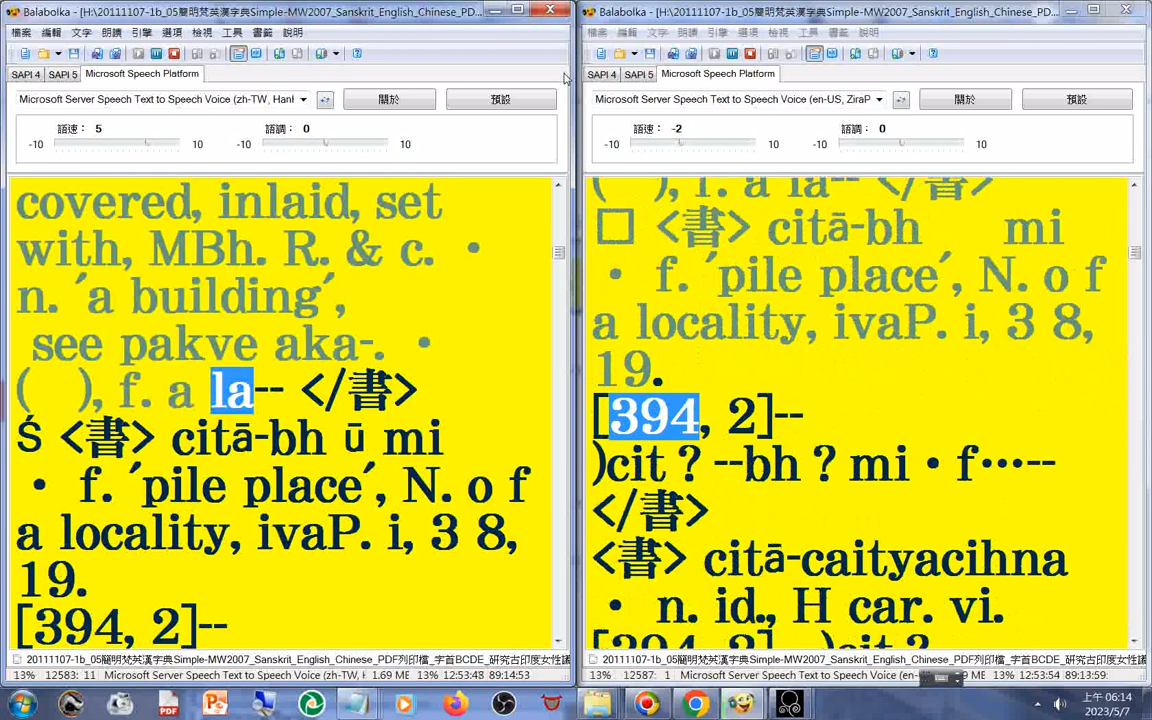 Balabolka - [H:\20111107-1b_05簡明梵英漢字典Simple-MW2007_Sanskrit_English_Chinese_PD...
檔案 編輯 文字 朗讀 引擎 選項 檢視 工具 書籤 說明
SAPI 4 SAPI 5 Microsoft Speech Platform
Microsoft Server Speech Text to Speech Voice (zh-TW, Hanl 關於 預設
語速： 5 語調： 0
-10 10 -10 10
covered, inlaid, set
with, MBh. R. & c. •
n. ´a building´,
see pakve aka-. •
( ), f. a la-- </書>
Ś <書> citā-bh ū mi
• f. ´pile place´, N. o f
a locality, ivaP. i, 3 8,
19.
[394, 2]--
20111107-1b_05簡明梵英漢字典Simple-MW2007_Sanskrit_English_Chinese_PDF列印檔_字首BCDE_研究古印度女性議
13% 12583: 11 Microsoft Server Speech Text to Speech Voice (zh-TW, H 1.69 ME 13% 12:53:48 89:14:53
Balabolka - [H:\20111107-1b_05簡明梵英漢字典Simple-MW2007_Sanskrit_English_Chinese_PD...
檔案 編輯 文字 朗讀 引擎 選項 檢視 工具 書籤 說明
SAPI 4 SAPI 5 Microsoft Speech Platform
Microsoft Server Speech Text to Speech Voice (en-US, ZiraP 關於 預設
語速： -2 語調： 0
-10 10 -10 10
( ), f. a la-- </書>
□ <書> citā-bh mi
• f. ´pile place´, N. o f
a locality, ivaP. i, 3 8,
19.
[394, 2]--
)cit ? --bh ? mi • f⋯--
</書>
<書> citā-caityacihna
• n. id., H car. vi.
[394, 2]-- )cit ?
20111107-1b_05簡明梵英漢字典Simple-MW2007_Sanskrit_English_Chinese_PDF列印檔_字首BCDE_研究古印度女性議
13% 12587: 1 Microsoft Server Speech Text to Speech Voice (en-US, 13% 12:53:54 89:13:59
上午 06:14
2023/5/7